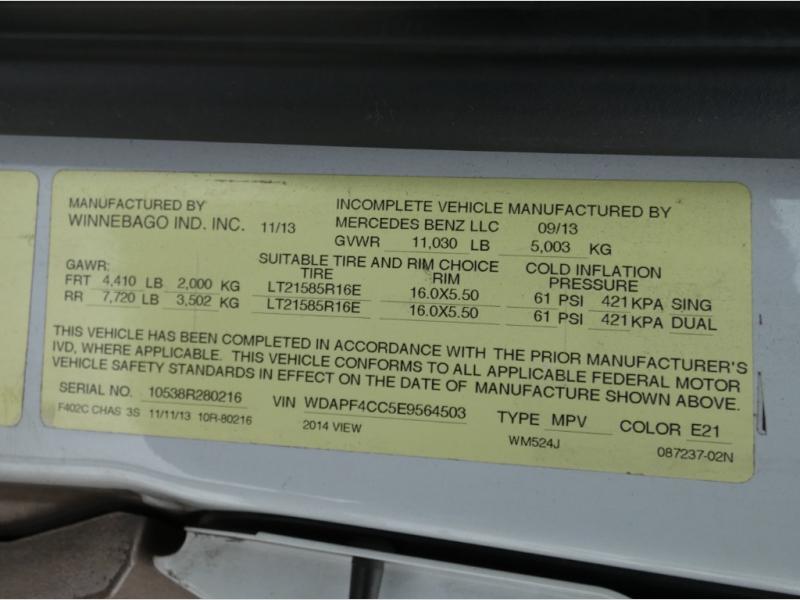 MANUFACTURED BY
WINNEBAGO IND. INC. 11/13
INCOMPLETE VEHICLE MANUFACTURED BY
MERCEDES BENZ LLC 09/13
GVWR 11,030 LB 5,003 KG
GAWR: SUITABLE TIRE AND RIM CHOICE COLD INFLATION
TIRE RIM PRESSURE
FRT 4,410 LB 2,000 KG LT21585R16E 16.0X5.50 61 PSI 421 KPA SING
RR 7,720 LB 3,502 KG LT21585R16E 16.0X5.50 61 PSI 421 KPA DUAL
THIS VEHICLE HAS BEEN COMPLETED IN ACCORDANCE WITH THE PRIOR MANUFACTURER'S
IVD, WHERE APPLICABLE. THIS VEHICLE CONFORMS TO ALL APPLICABLE FEDERAL MOTOR
VEHICLE SAFETY STANDARDS IN EFFECT ON THE DATE OF MANUFACTURE SHOWN ABOVE.
SERIAL NO. 10538R280216 VIN WDAPF4CC5E9564503 TYPE MPV COLOR E21
F402C CHAS 3S 11/11/13 10R-80216 2014 VIEW WM524J 087237-02N